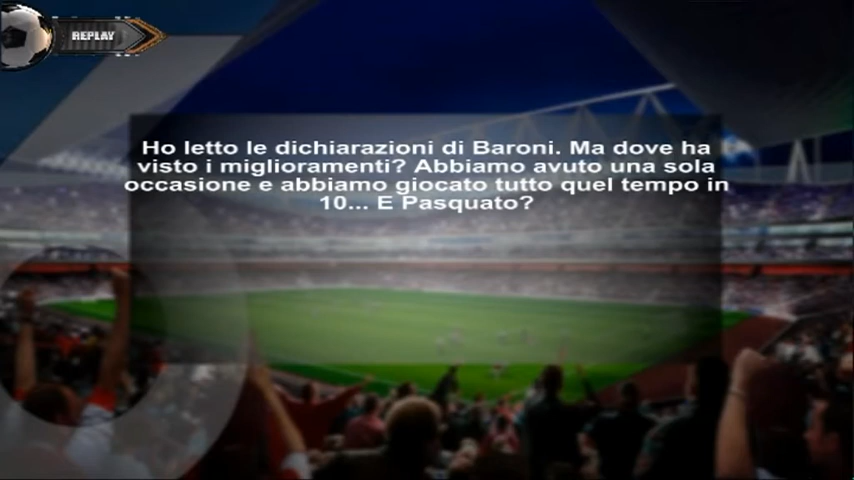 REPLAY
Ho letto le dichiarazioni di Baroni. Ma dove ha
visto i miglioramenti? Abbiamo avuto una sola
occasione e abbiamo giocato tutto quel tempo in
10... E Pasquato?